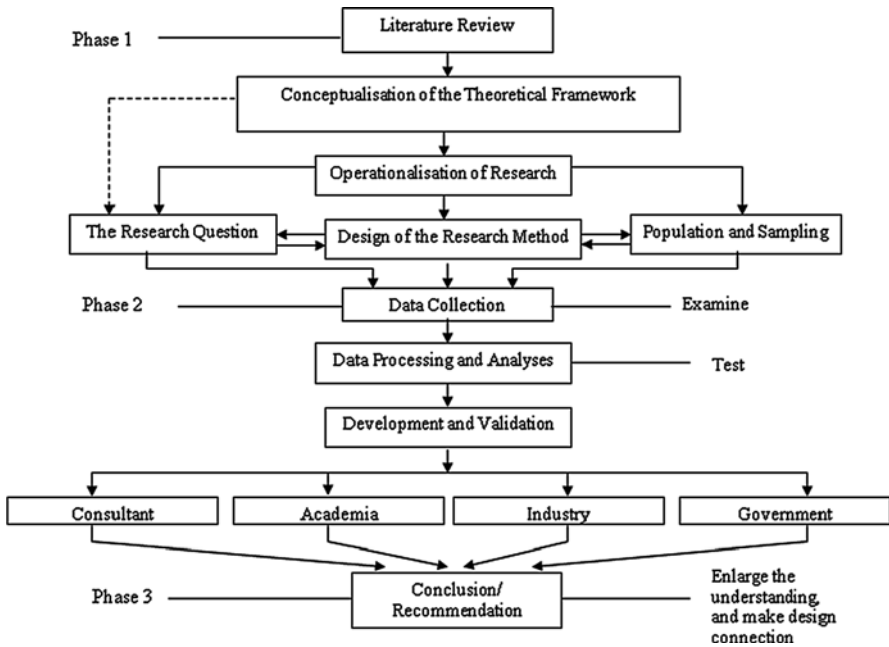 Literature Review
Phase 1
Conceptualisation of the Theoretical Framework
Operationalisation of Research
The Research Question
Design of the Research Method
Population and Sampling
Phase 2
Data Collection
Examine
Data Processing and Analyses
Test
Development and Validation
Consultant
Academia
Industry
Government
Phase 3
Conclusion/
Recommendation
Enlarge the
understanding,
and make design
connection